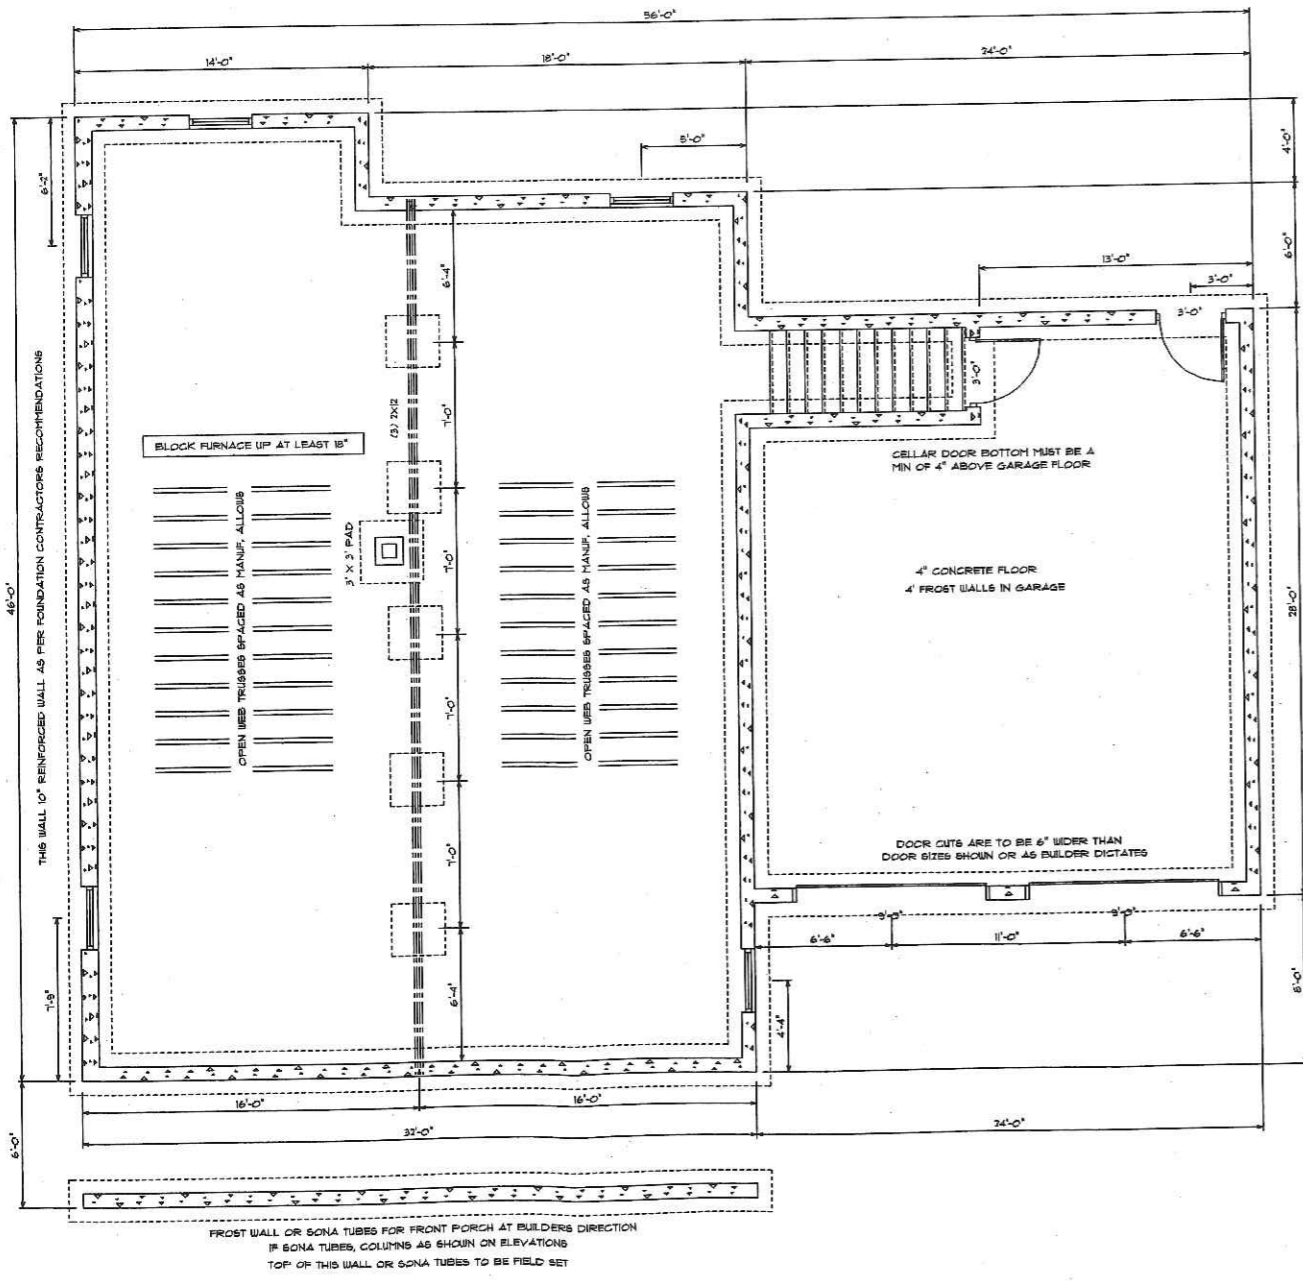 56'-0"
14'-0"
18'-0"
24'-0"
5'-0"
4'-0"
6'-2"
6'-0"
13'-0"
3'-0"
3'-0"
6'-4"
3'-0"
(3) 2X12
7'-0"
BLOCK FURNACE UP AT LEAST 18"
CELLAR DOOR BOTTOM MUST BE A
MIN OF 4" ABOVE GARAGE FLOOR
THIS WALL 10" REINFORCED WALL AS PER FOUNDATION CONTRACTORS RECOMMENDATIONS
46'-0"
OPEN WEB TRUSSES SPACED AS MANUF. ALLOWS
3' X 3' PAD
7'-0"
OPEN WEB TRUSSES SPACED AS MANUF. ALLOWS
4" CONCRETE FLOOR
4' FROST WALLS IN GARAGE
28'-0"
7'-0"
7'-0"
DOOR CUTS ARE TO BE 6" WIDER THAN
DOOR SIZES SHOWN OR AS BUILDER DICTATES
9'-0"
9'-0"
6'-6"
11'-0"
6'-6"
7'-9"
6'-4"
4'-4"
8'-0"
16'-0"
16'-0"
32'-0"
24'-0"
6'-0"
FROST WALL OR SONA TUBES FOR FRONT PORCH AT BUILDERS DIRECTION
IF SONA TUBES, COLUMNS AS SHOWN ON ELEVATIONS
TOP OF THIS WALL OR SONA TUBES TO BE FIELD SET